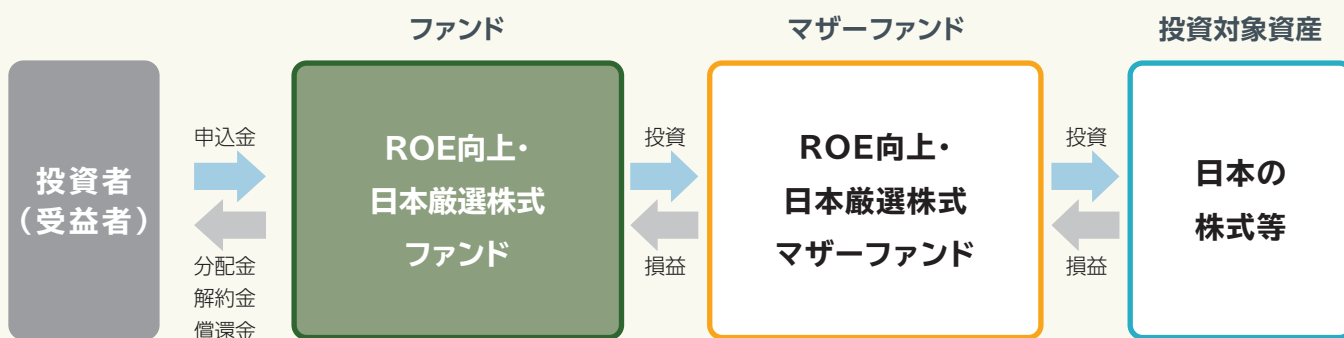 ファンド
マザーファンド
投資対象資産
投資者
（受益者）
申込金
分配金
解約金
償還金
ROE向上・
日本厳選株式
ファンド
投資
損益
ROE向上・
日本厳選株式
マザーファンド
投資
損益
日本の
株式等